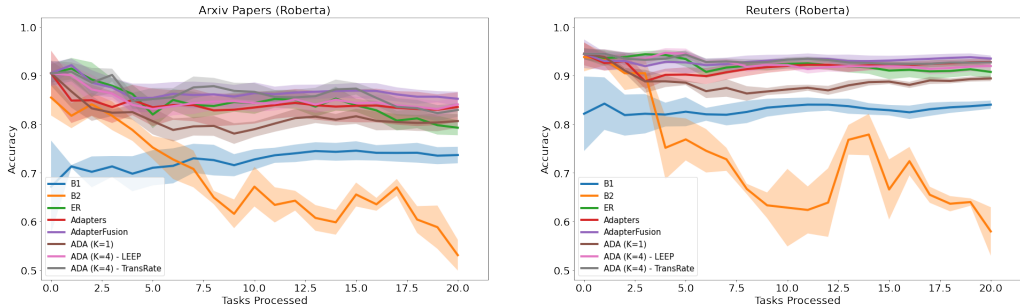 Arxiv Papers (Roberta)
1.0
0.9
0.8
0.7
0.6
0.5
Accuracy
B1
B2
ER
Adapters
AdapterFusion
ADA (K=1)
ADA (K=4) - LEEP
ADA (K=4) - TransRate
0.0 2.5 5.0 7.5 10.0 12.5 15.0 17.5 20.0
Tasks Processed
Reuters (Roberta)
1.0
0.9
0.8
0.7
0.6
0.5
Accuracy
B1
B2
ER
Adapters
AdapterFusion
ADA (K=1)
ADA (K=4) - LEEP
ADA (K=4) - TransRate
0.0 2.5 5.0 7.5 10.0 12.5 15.0 17.5 20.0
Tasks Processed